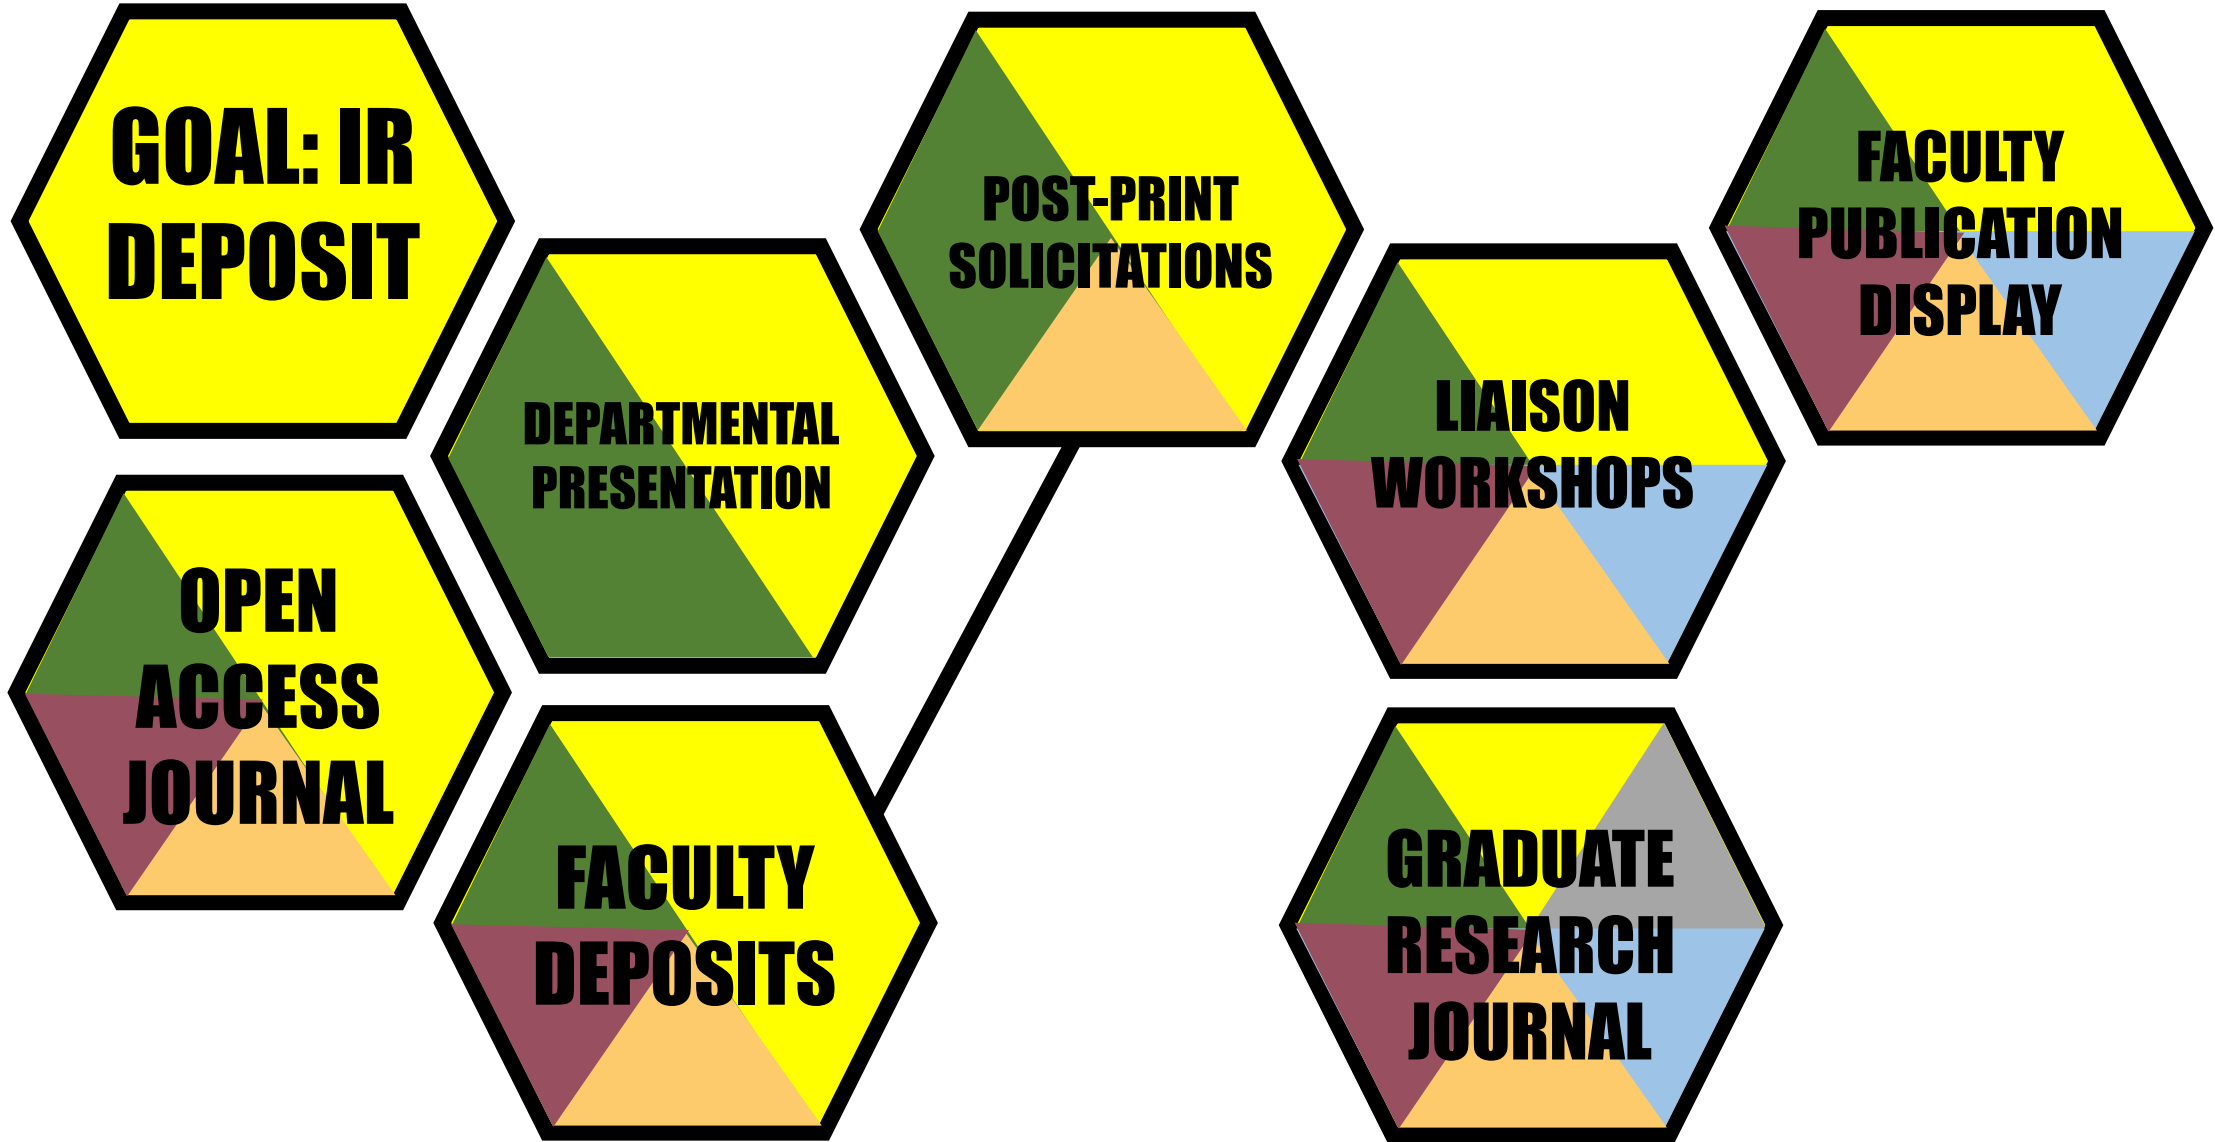 GOAL: IR
DEPOSIT
DEPARTMENTAL
PRESENTATION
POST-PRINT
SOLICITATIONS
LIAISON
WORKSHOPS
FACULTY
PUBLICATION
DISPLAY
OPEN
ACCESS
JOURNAL
FACULTY
DEPOSITS
GRADUATE
RESEARCH
JOURNAL